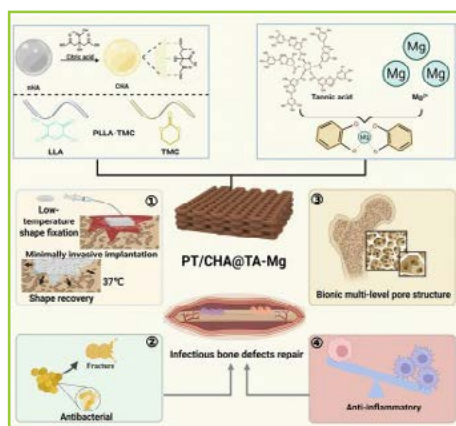 Citric acid
nHA
CHA
PLLA-TMC
LLA
TMC
Tannic acid
Mg²⁺
Mg
Mg
Mg
Mg
①
Low-
temperature
shape fixation
Minimally invasive implantation
37℃
Shape recovery
PT/CHA@TA-Mg
③
Bionic multi-level pore structure
Infectious bone defects repair
②
Fracture
Antibacterial
④
Anti-inflammatory